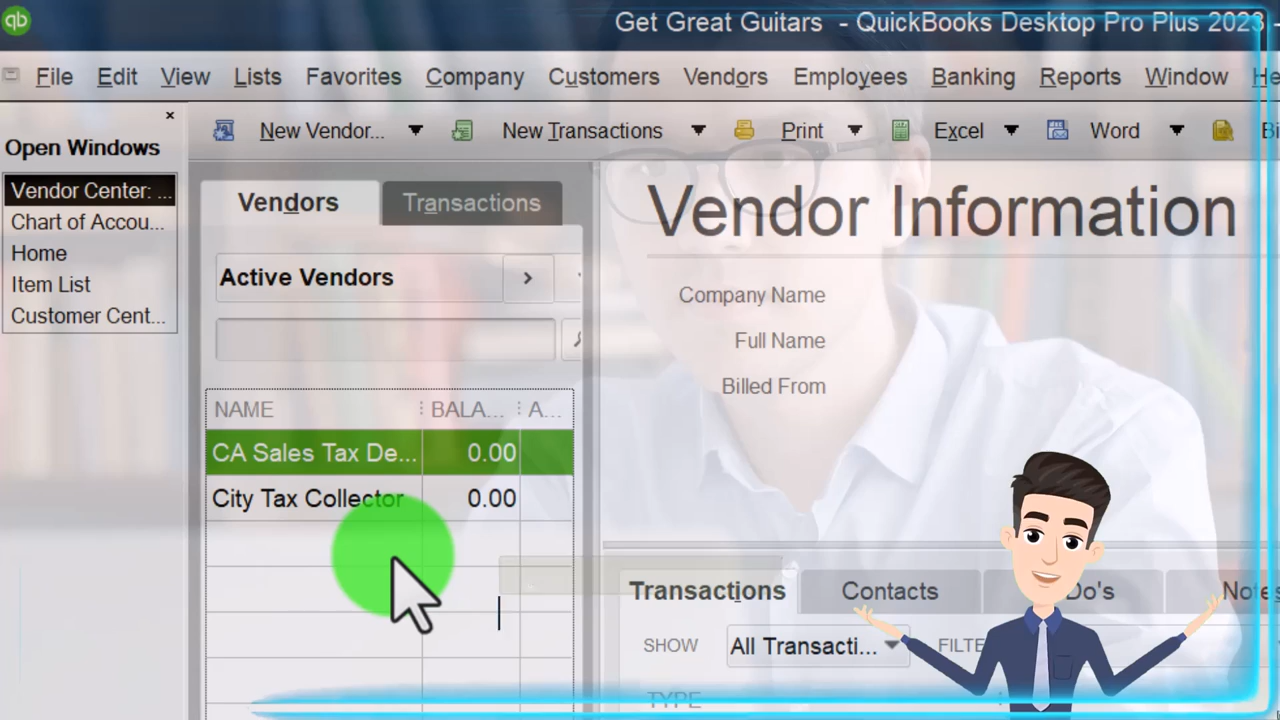 qb
Get Great Guitars - QuickBooks Desktop Pro Plus 2023 -
File Edit View Lists Favorites Company Customers Vendors Employees Banking Reports Window He
Open Windows
Vendor Center: ...
Chart of Accou...
Home
Item List
Customer Cent...
New Vendor... New Transactions Print Excel Word Bi
Vendors Transactions
Active Vendors
NAME BALA... A...
CA Sales Tax De... 0.00
City Tax Collector 0.00
Vendor Information
Company Name
Full Name
Billed From
Transactions Contacts Do's Notes
SHOW All Transacti... FILTE
TYPE